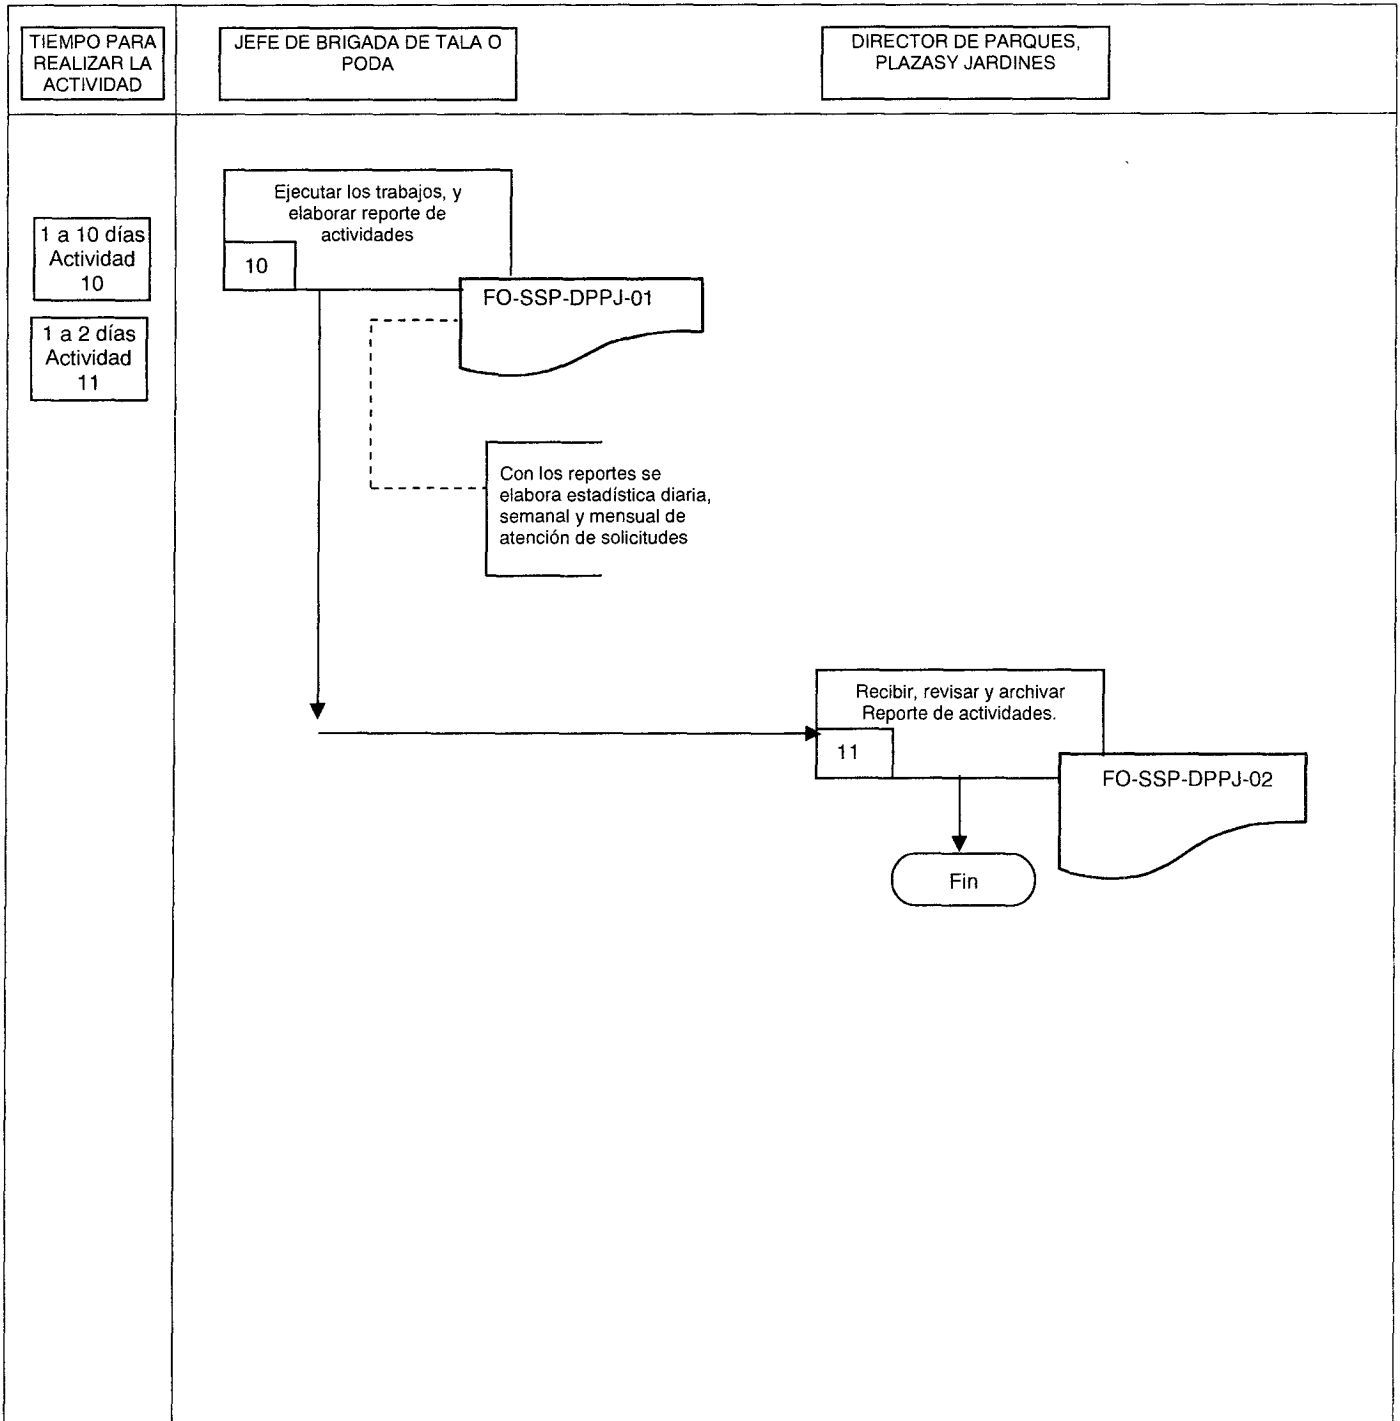 TIEMPO PARA
REALIZAR LA
ACTIVIDAD
JEFE DE BRIGADA DE TALA O
PODA
DIRECTOR DE PARQUES,
PLAZASY JARDINES
Ejecutar los trabajos, y
elaborar reporte de
actividades
10
1 a 10 días
Actividad
10
FO-SSP-DPPJ-01
1 a 2 días
Actividad
11
Con los reportes se
elabora estadística diaria,
semanal y mensual de
atención de solicitudes
Recibir, revisar y archivar
Reporte de actividades.
11
FO-SSP-DPPJ-02
Fin